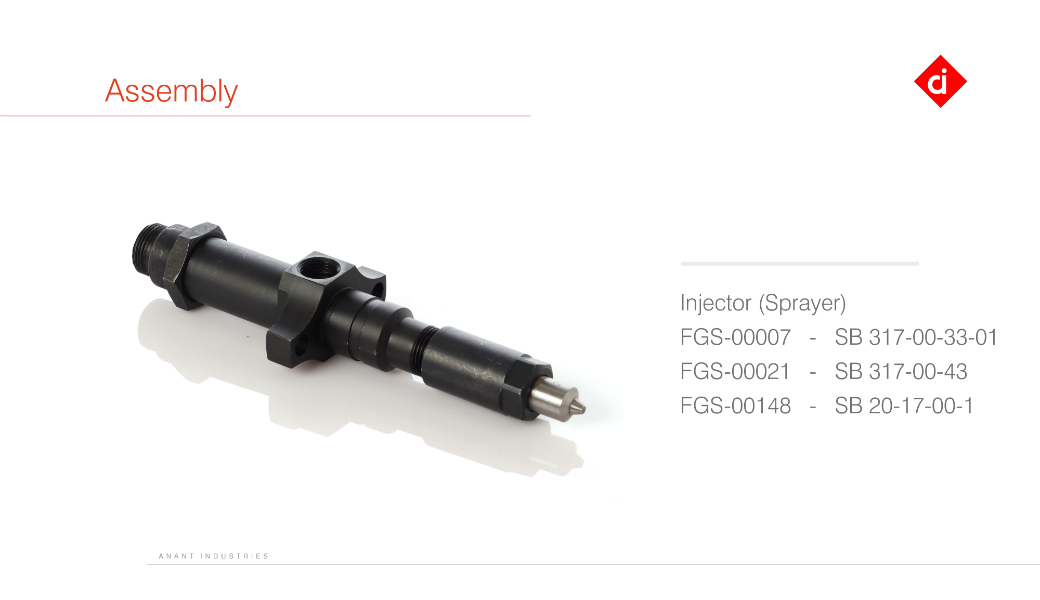 Assembly
ci
Injector (Sprayer)
FGS-00007 - SB 317-00-33-01
FGS-00021 - SB 317-00-43
FGS-00148 - SB 20-17-00-1
ANANT INDUSTRIES